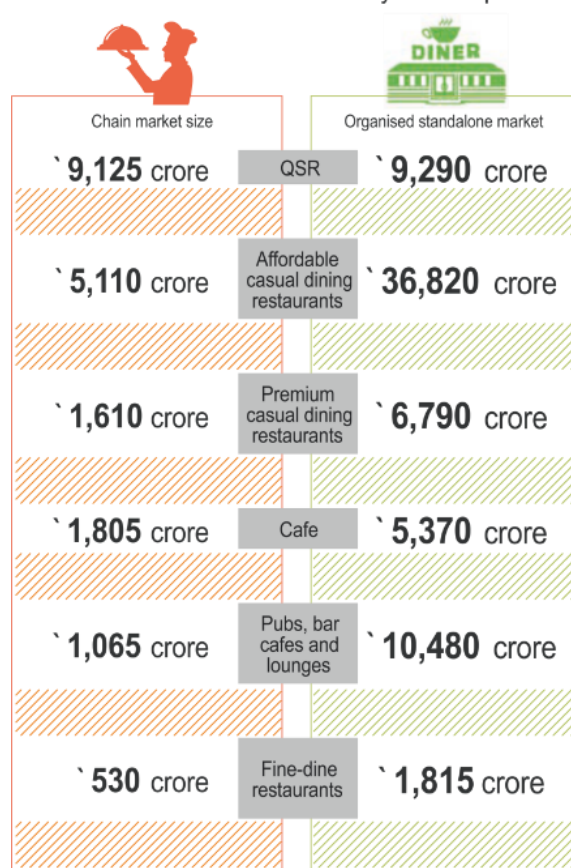 DINER
Chain market size
Organised standalone market
` 9,125 crore
QSR
` 9,290 crore
` 5,110 crore
Affordable
casual dining
restaurants
` 36,820 crore
` 1,610 crore
Premium
casual dining
restaurants
` 6,790 crore
` 1,805 crore
Cafe
` 5,370 crore
` 1,065 crore
Pubs, bar
cafes and
lounges
` 10,480 crore
` 530 crore
Fine-dine
restaurants
` 1,815 crore